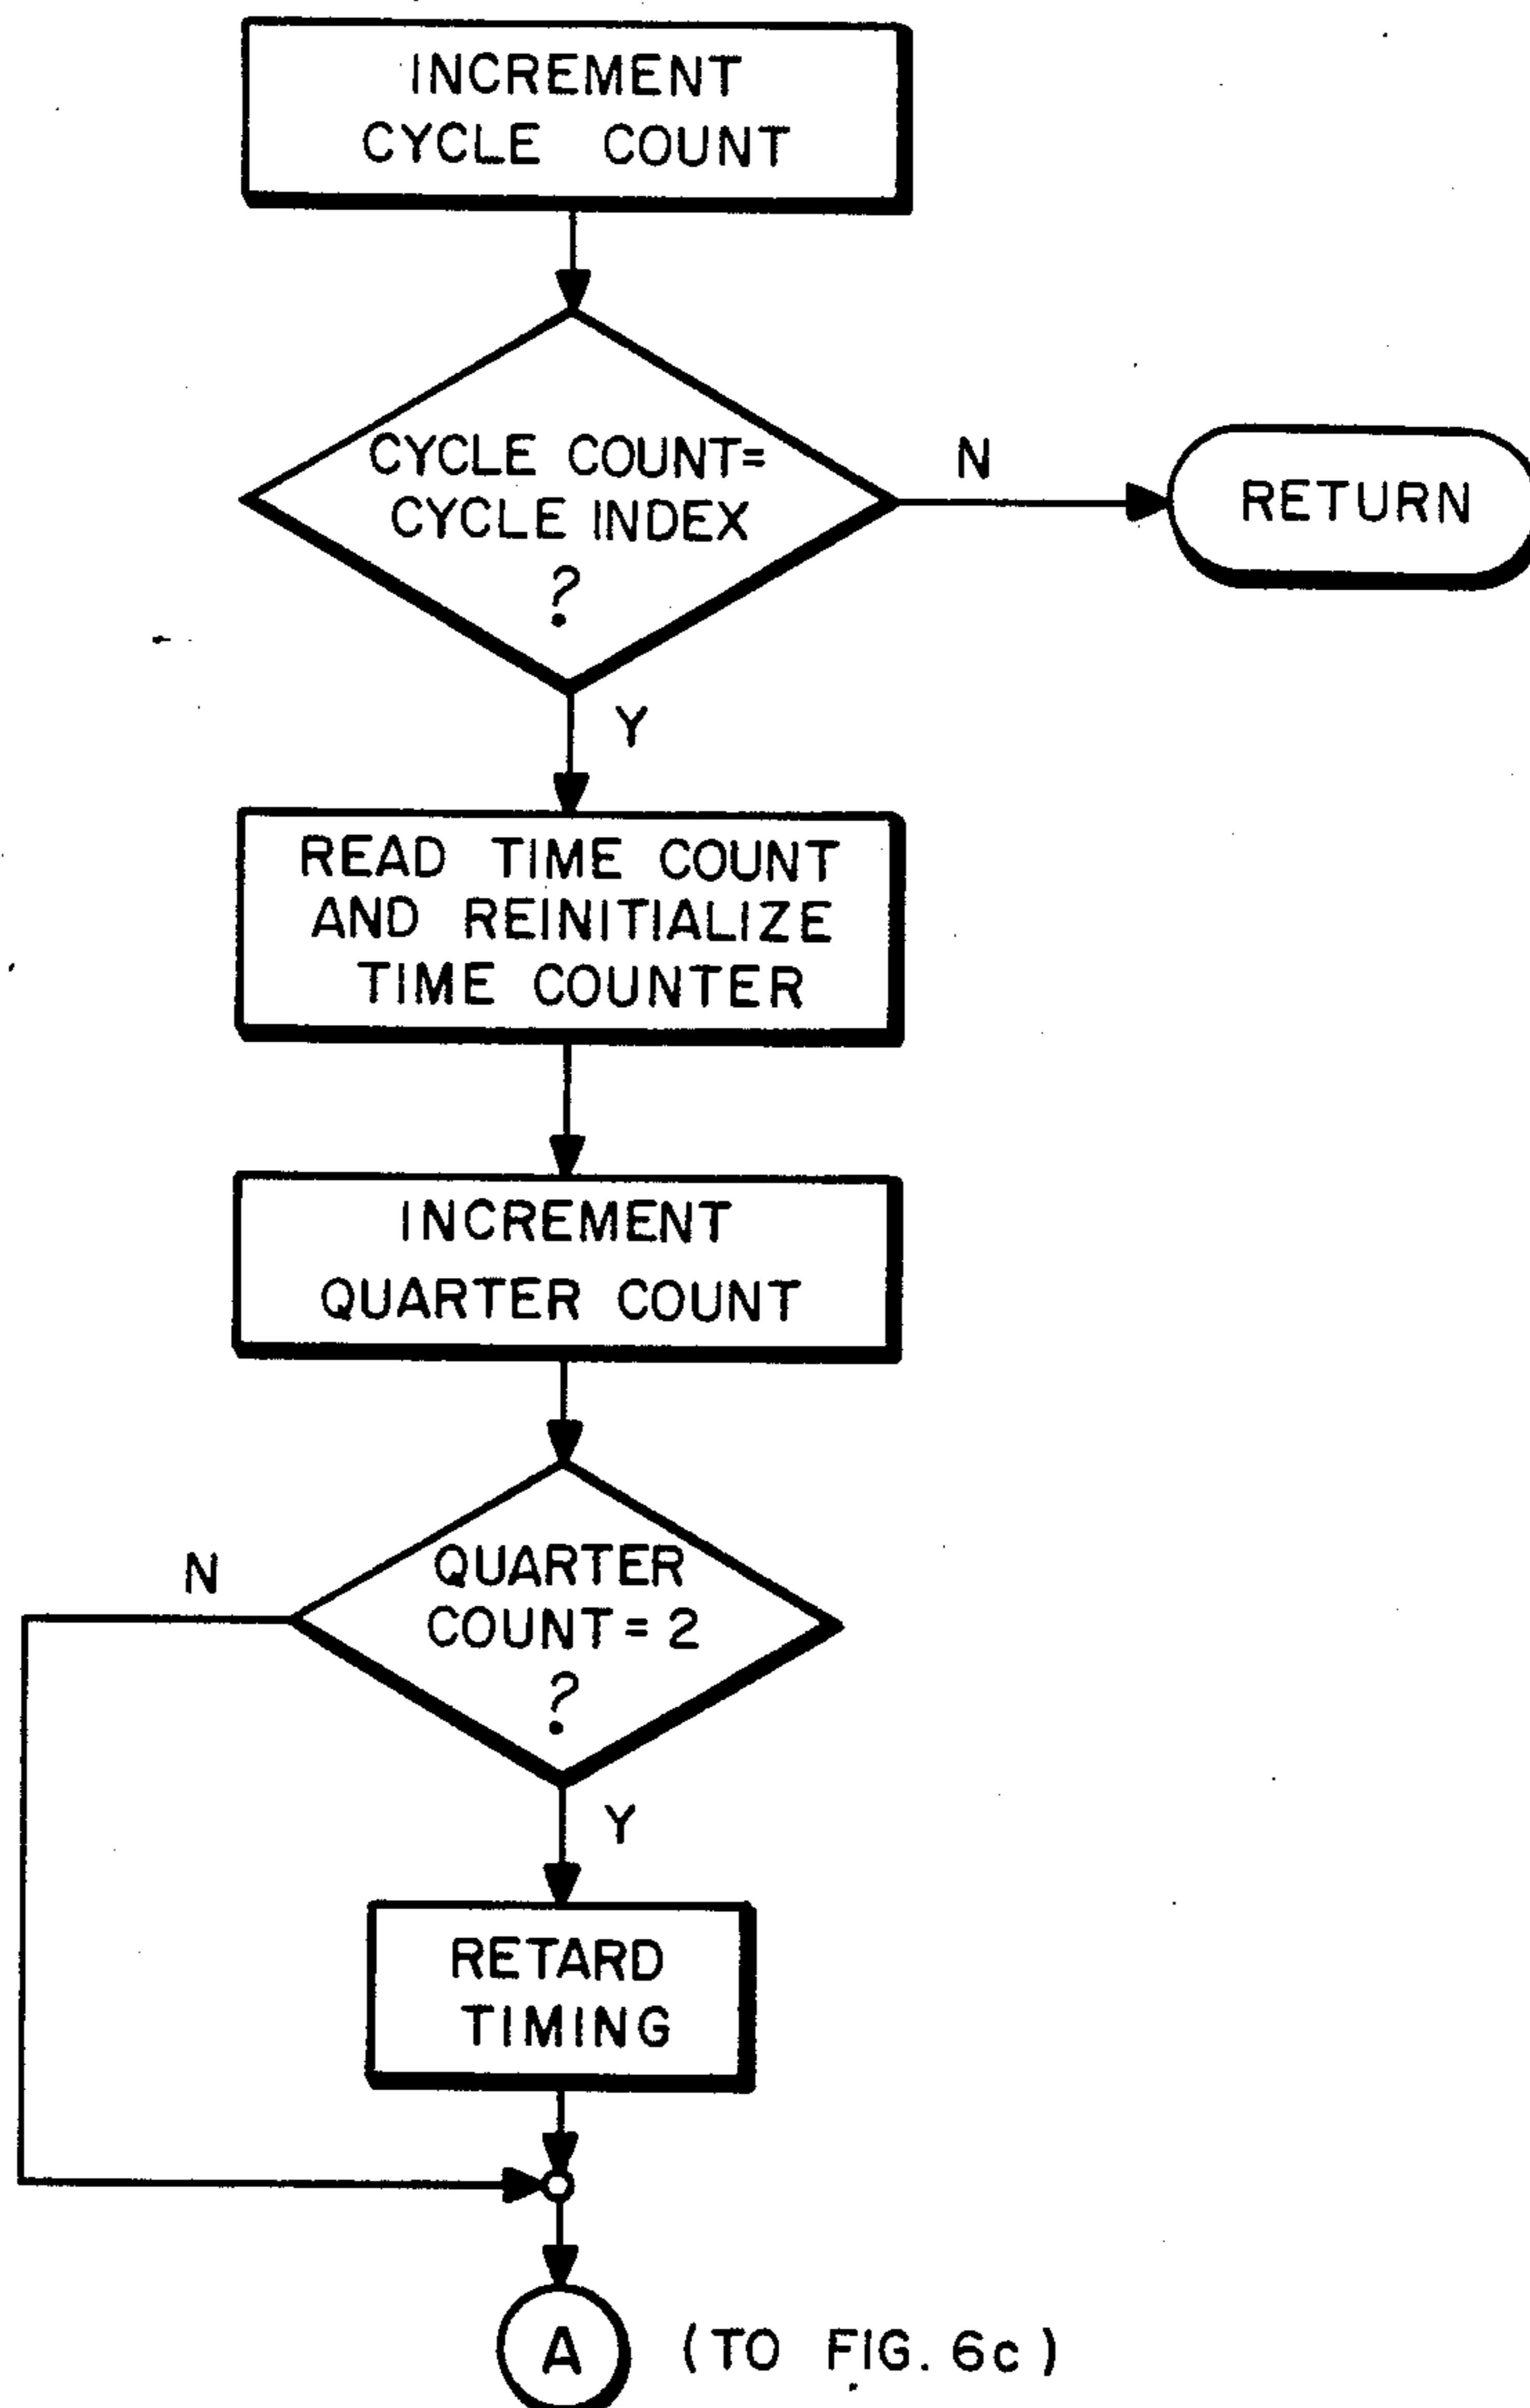 INCREMENT
CYCLE COUNT
CYCLE COUNT=
CYCLE INDEX
?
N
RETURN
Y
READ TIME COUNT
AND REINITIALIZE
TIME COUNTER
INCREMENT
QUARTER COUNT
N
QUARTER
COUNT=2
?
Y
RETARD
TIMING
A (TO FIG. 6c)